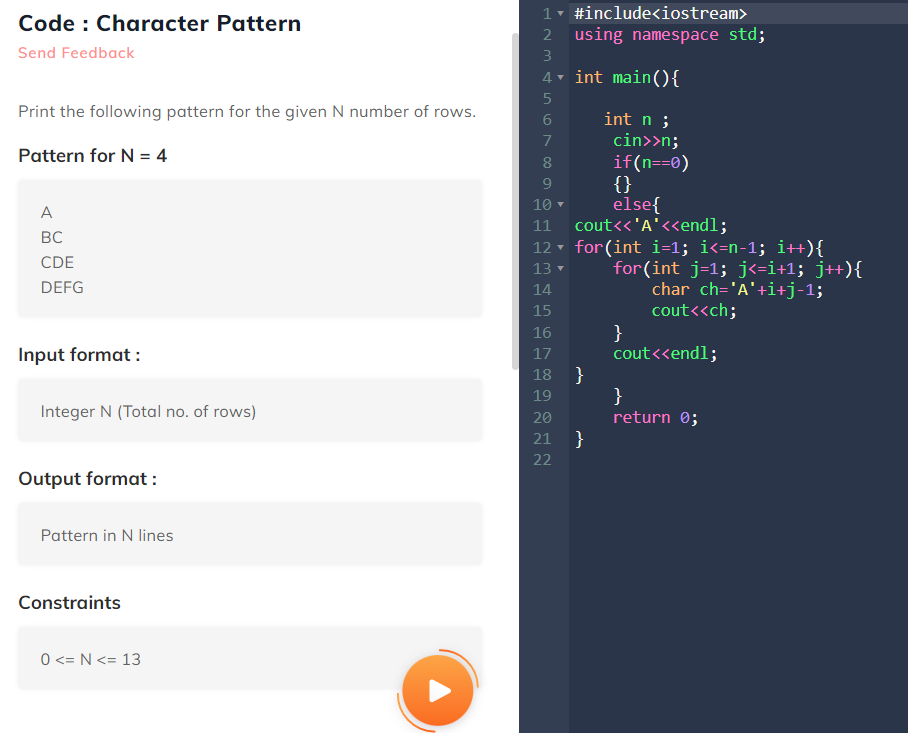 Code : Character Pattern
Send Feedback
Print the following pattern for the given N number of rows.
Pattern for N = 4
A
BC
CDE
DEFG
Input format :
Integer N (Total no. of rows)
Output format :
Pattern in N lines
Constraints
0 <= N <= 13
1 #include<iostream>
2 using namespace std;
3
4 int main(){
5
6    int n ;
7     cin>>n;
8     if(n==0)
9     {}
10     else{
11 cout<<'A'<<endl;
12 for(int i=1; i<=n-1; i++){
13     for(int j=1; j<=i+1; j++){
14         char ch='A'+i+j-1;
15         cout<<ch;
16     }
17     cout<<endl;
18 }
19     }
20     return 0;
21 }
22